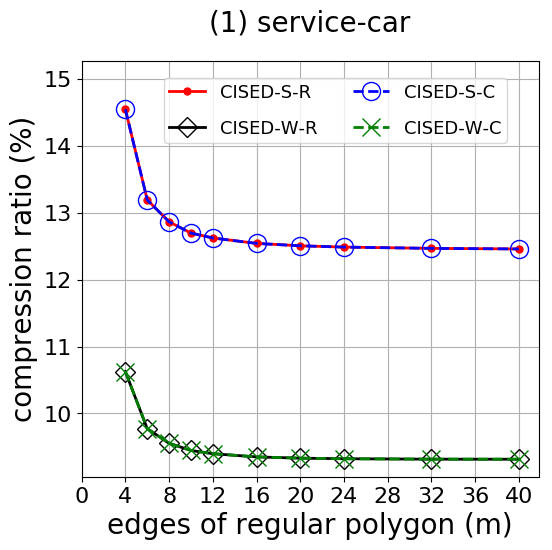 (1) service-car
compression ratio (%)
15
14
13
12
11
10
CISED-S-R
CISED-S-C
CISED-W-R
CISED-W-C
0 4 8 12 16 20 24 28 32 36 40
edges of regular polygon (m)